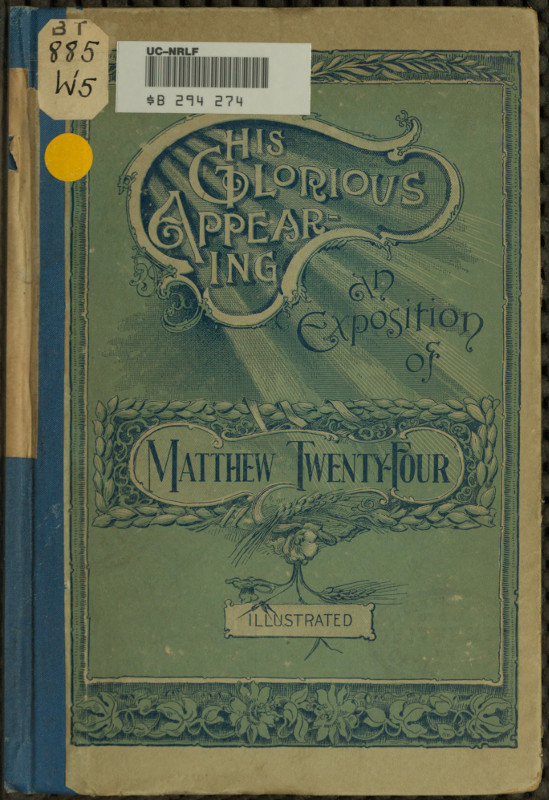 BT
885
W5
UC-NRLF
$B 294 274
HIS
GLORIOUS
APPEAR-
ING
an
Exposition
of
MATTHEW TWENTY-FOUR
ILLUSTRATED